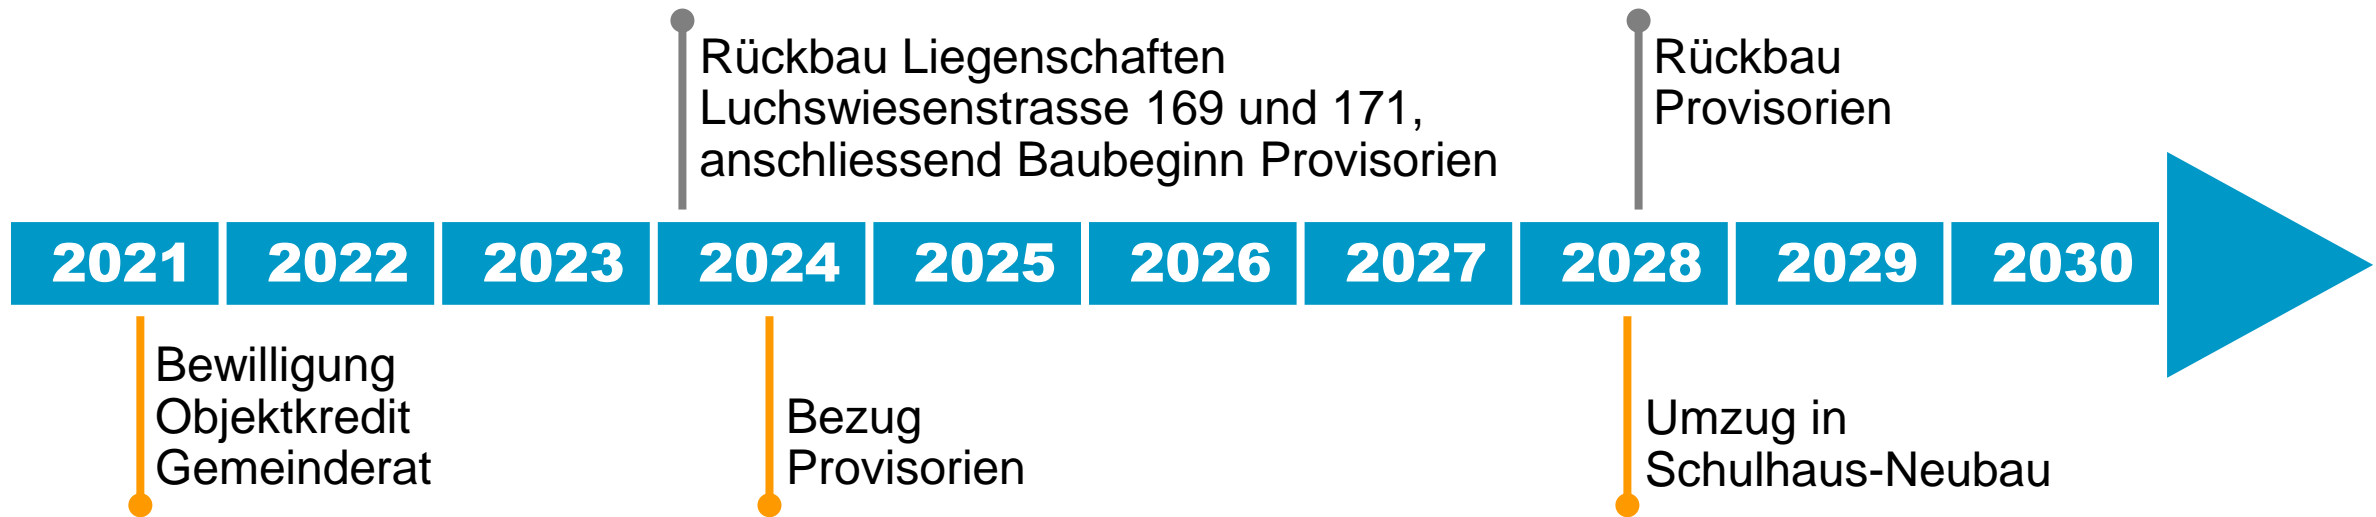 Rückbau Liegenschaften
Luchswiesenstrasse 169 und 171,
anschliessend Baubeginn Provisorien
Rückbau
Provisorien
2021 2022 2023 2024 2025 2026 2027 2028 2029 2030
Bewilligung
Objektkredit
Gemeinderat
Bezug
Provisorien
Umzug in
Schulhaus-Neubau